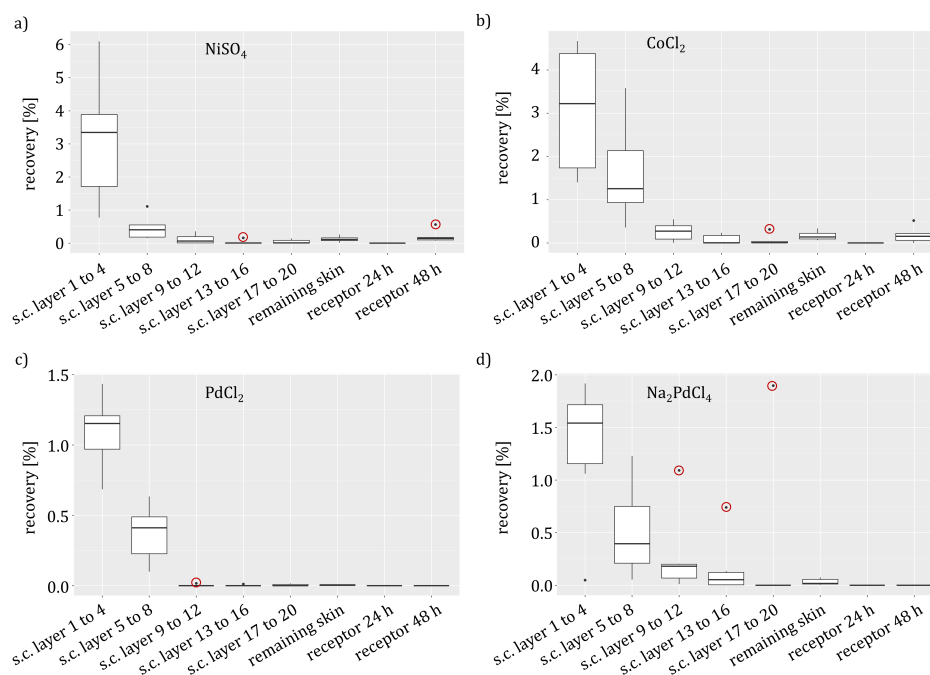 a)
NiSO₄
recovery [%]
6
5
4
3
2
1
0
s.c. layer 1 to 4
s.c. layer 5 to 8
s.c. layer 9 to 12
s.c. layer 13 to 16
s.c. layer 17 to 20
remaining skin
receptor 24 h
receptor 48 h
b)
CoCl₂
recovery [%]
4
3
2
1
0
s.c. layer 1 to 4
s.c. layer 5 to 8
s.c. layer 9 to 12
s.c. layer 13 to 16
s.c. layer 17 to 20
remaining skin
receptor 24 h
receptor 48 h
c)
PdCl₂
recovery [%]
1.5
1.0
0.5
0.0
s.c. layer 1 to 4
s.c. layer 5 to 8
s.c. layer 9 to 12
s.c. layer 13 to 16
s.c. layer 17 to 20
remaining skin
receptor 24 h
receptor 48 h
d)
Na₂PdCl₄
recovery [%]
2.0
1.5
1.0
0.5
0.0
s.c. layer 1 to 4
s.c. layer 5 to 8
s.c. layer 9 to 12
s.c. layer 13 to 16
s.c. layer 17 to 20
remaining skin
receptor 24 h
receptor 48 h